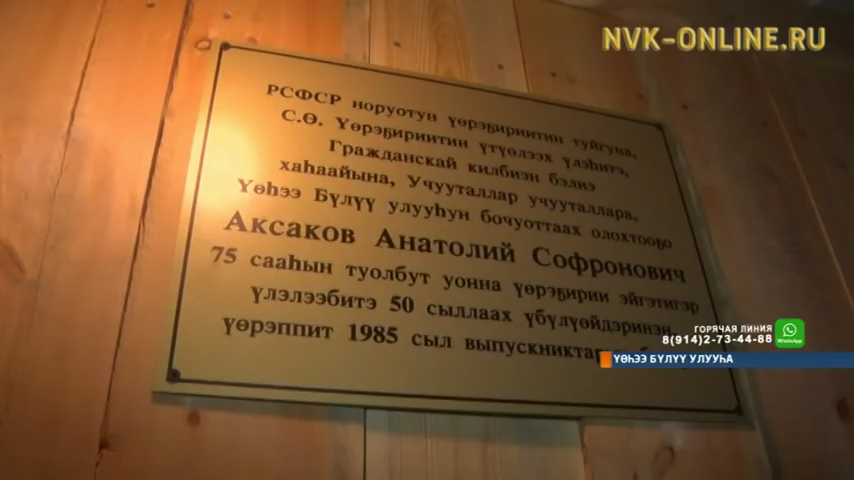 NVK-ONLINE.RU
РСФСР норуотун үөрэҕириитин туйгуна,
С.Ө. Үөрэҕириитин үтүөлээх үлэһитэ,
Гражданскай килбиэн бэлиэ
хаһаайына, Учууталлар учууталлара,
Үөһээ Бүлүү улууһун бочуоттаах олохтооҕо
Аксаков Анатолий Софронович
75 сааһын туолбут уонна үөрэҕирии эйгэтигэр
үлэлээбитэ 50 сыллаах үбүлүөйдэринэн
үөрэппит 1985 сыл
ГОРЯЧАЯ ЛИНИЯ
8(914)2-73-44-88
WhatsApp
ҮӨҺЭЭ БҮЛҮҮ УЛУУҺА